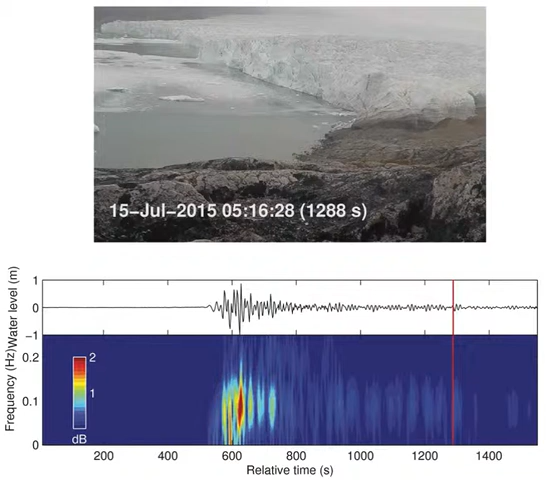 15-Jul-2015 05:16:28 (1288 s)
Water level (m)
1
0
-1
Frequency (Hz)
0.2
0.1
0
2
1
dB
200 400 600 800 1000 1200 1400
Relative time (s)